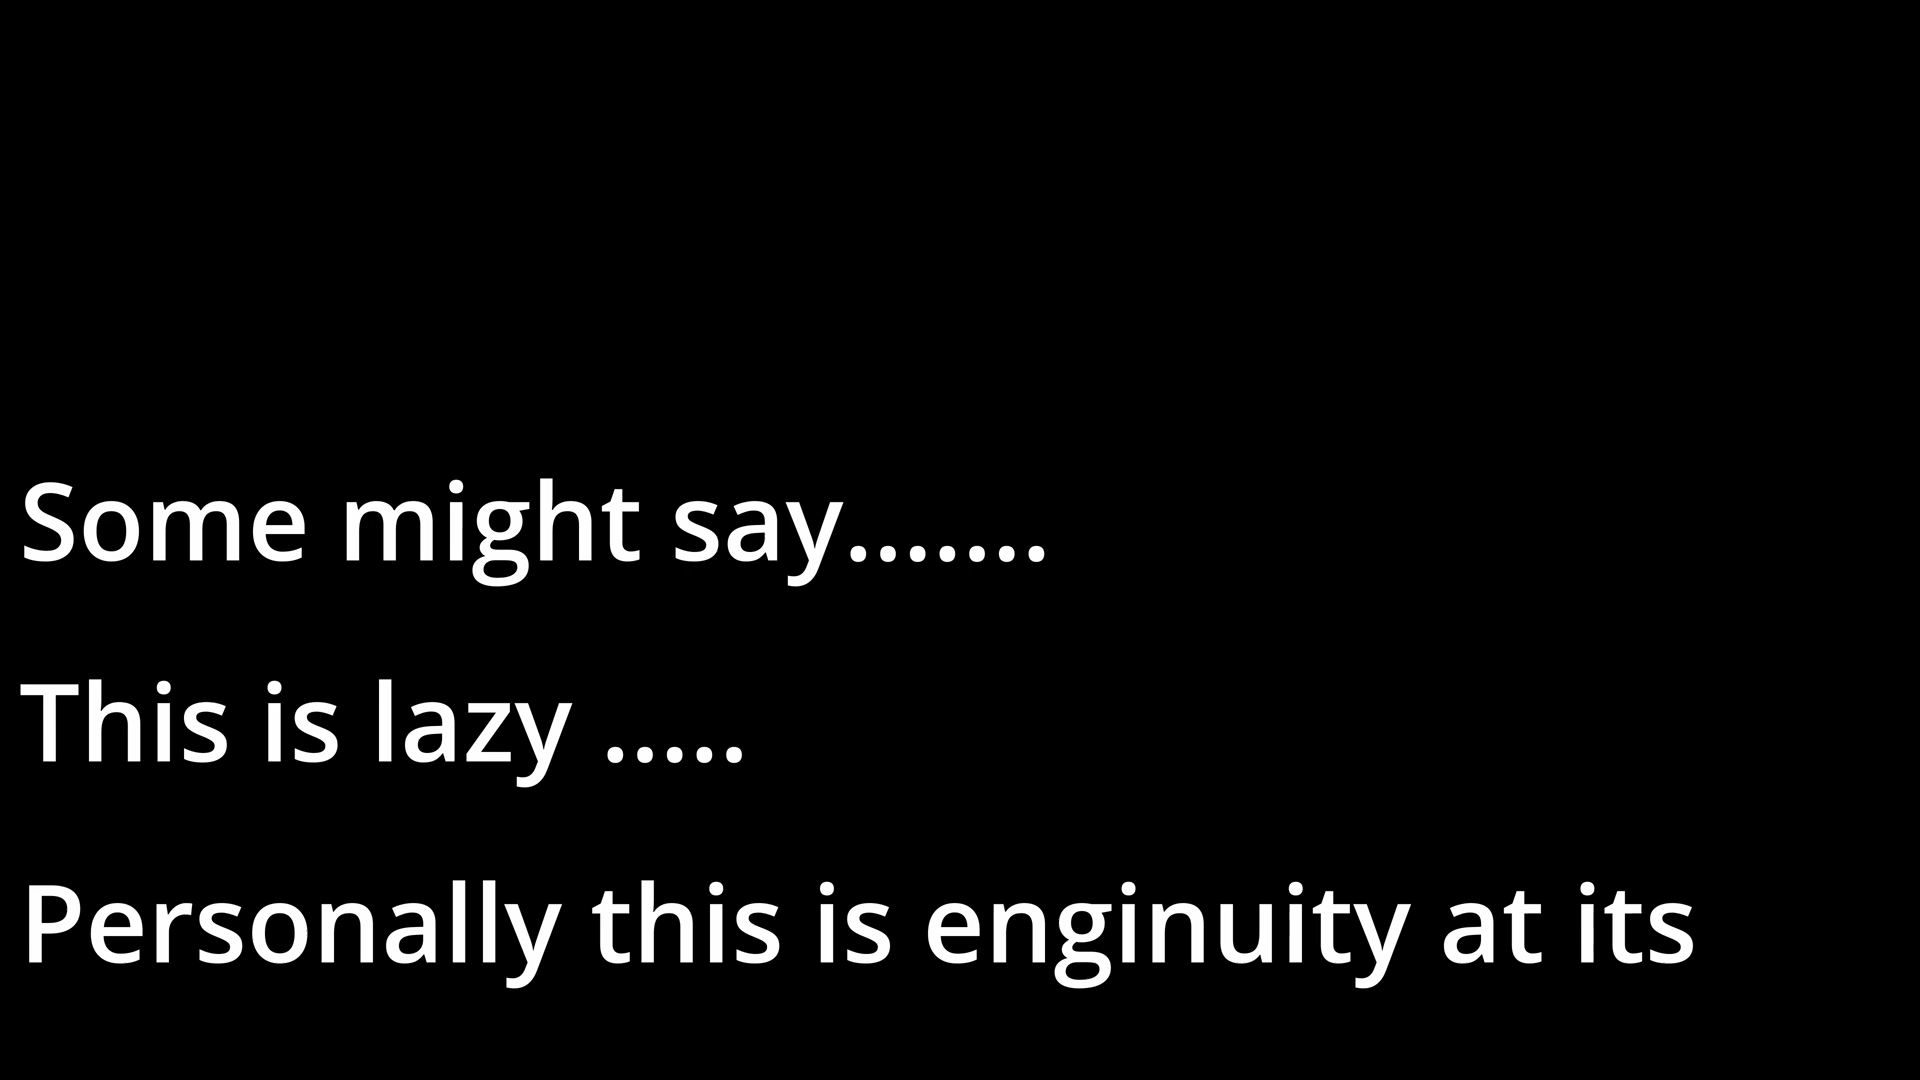 Some might say.......
This is lazy .....
Personally this is enginuity at its